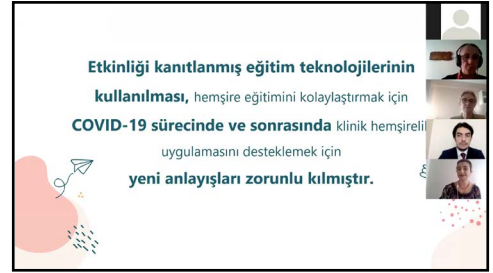 Etkinliği kanıtlanmış eğitim teknolojilerinin
kullanılması, hemşire eğitimini kolaylaştırmak için
COVID-19 sürecinde ve sonrasında klinik hemşireli
uygulamasını desteklemek için
yeni anlayışları zorunlu kılmıştır.